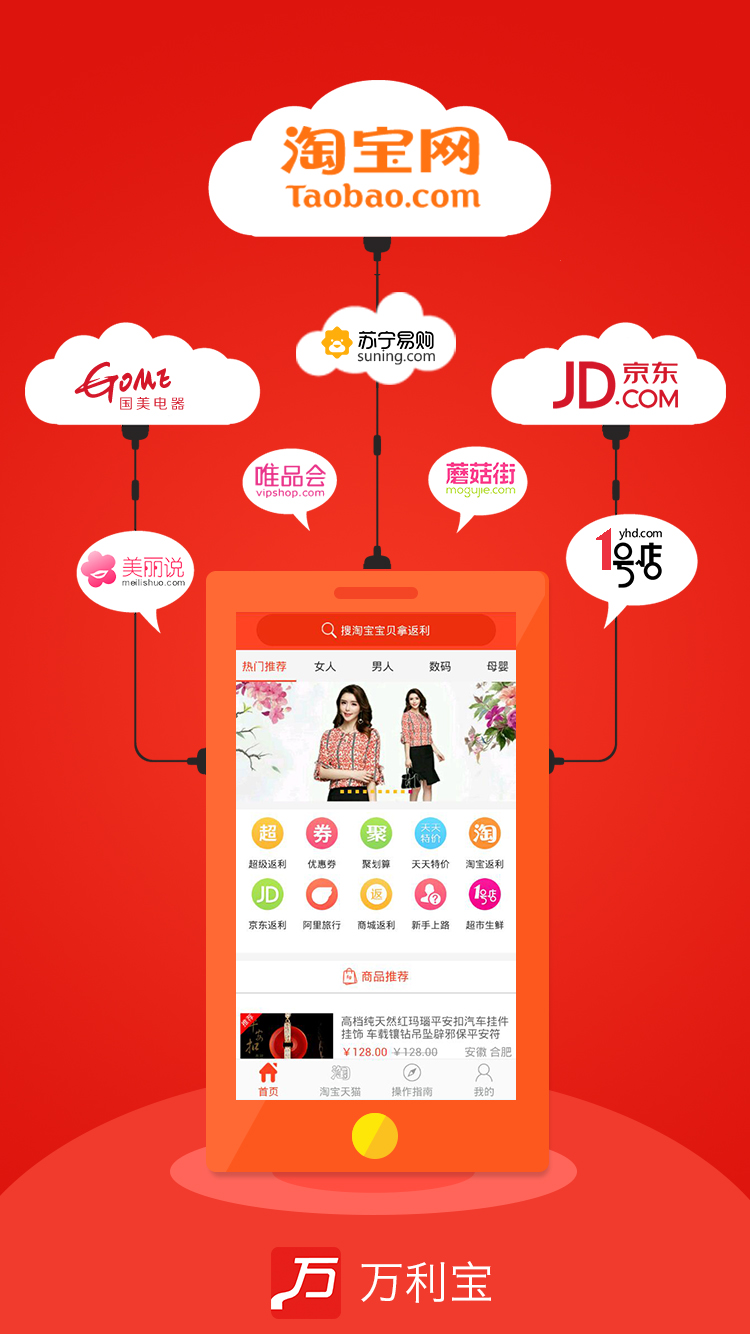 淘宝网
Taobao.com
苏宁易购
suning.com
GOME
国美电器
JD京东
.COM
唯品会
vipshop.com
蘑菇街
mogujie.com
美丽说
meilishuo.com
yhd.com
1号店
搜淘宝宝贝拿返利
热门推荐 女人 男人 数码 母婴
超 券 聚 天天特价 淘
超级返利 优惠券 聚划算 天天特价 淘宝返利
JD 返 1号店
京东返利 阿里旅行 商城返利 新手上路 超市生鲜
商品推荐
推荐
平安扣
高档纯天然红玛瑙平安扣汽车挂件
挂饰 车载镶钻吊坠辟邪保平安符
¥128.00 ¥128.00 安徽 合肥
淘
首页 淘宝天猫 操作指南 我的
万 万利宝